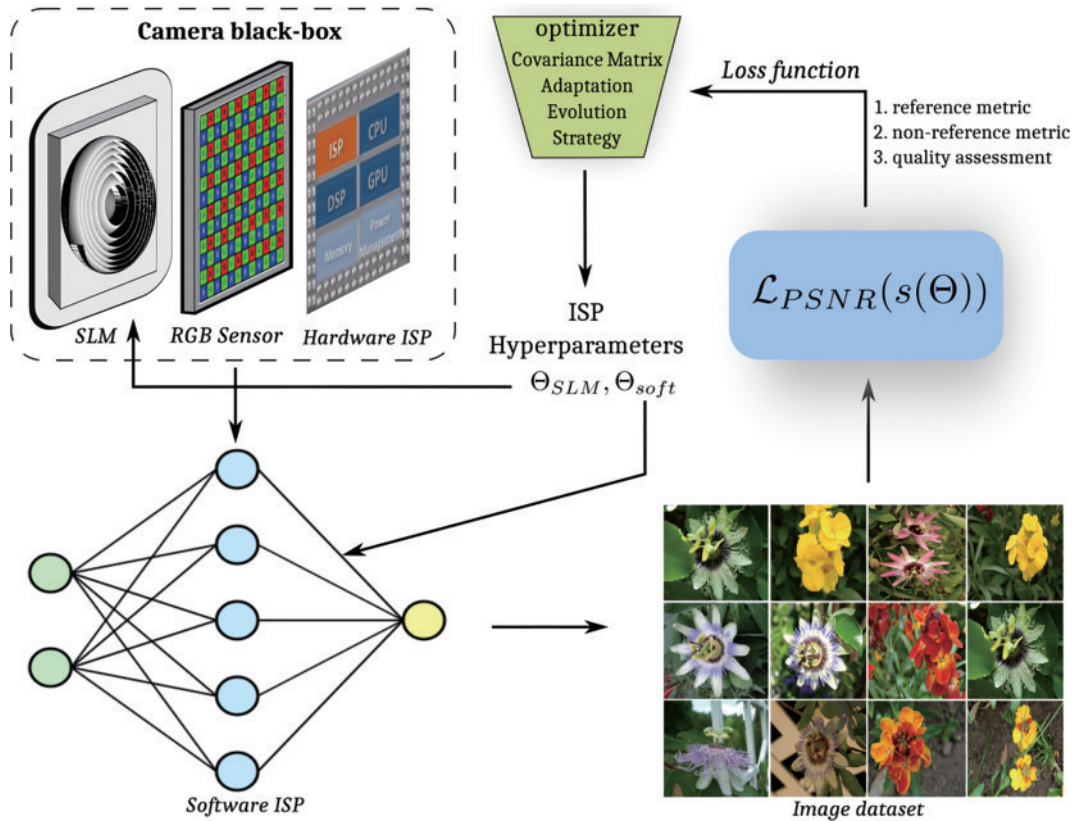 Camera black-box
ISP
CPU
DSP
GPU
Memory
Power
Management
SLM
RGB Sensor
Hardware ISP
optimizer
Covariance Matrix
Adaptation
Evolution
Strategy
Loss function
1. reference metric
2. non-reference metric
3. quality assessment
ℒ_{PSNR}(s(Θ))
ISP
Hyperparameters
Θ_{SLM}, Θ_{soft}
Software ISP
Image dataset